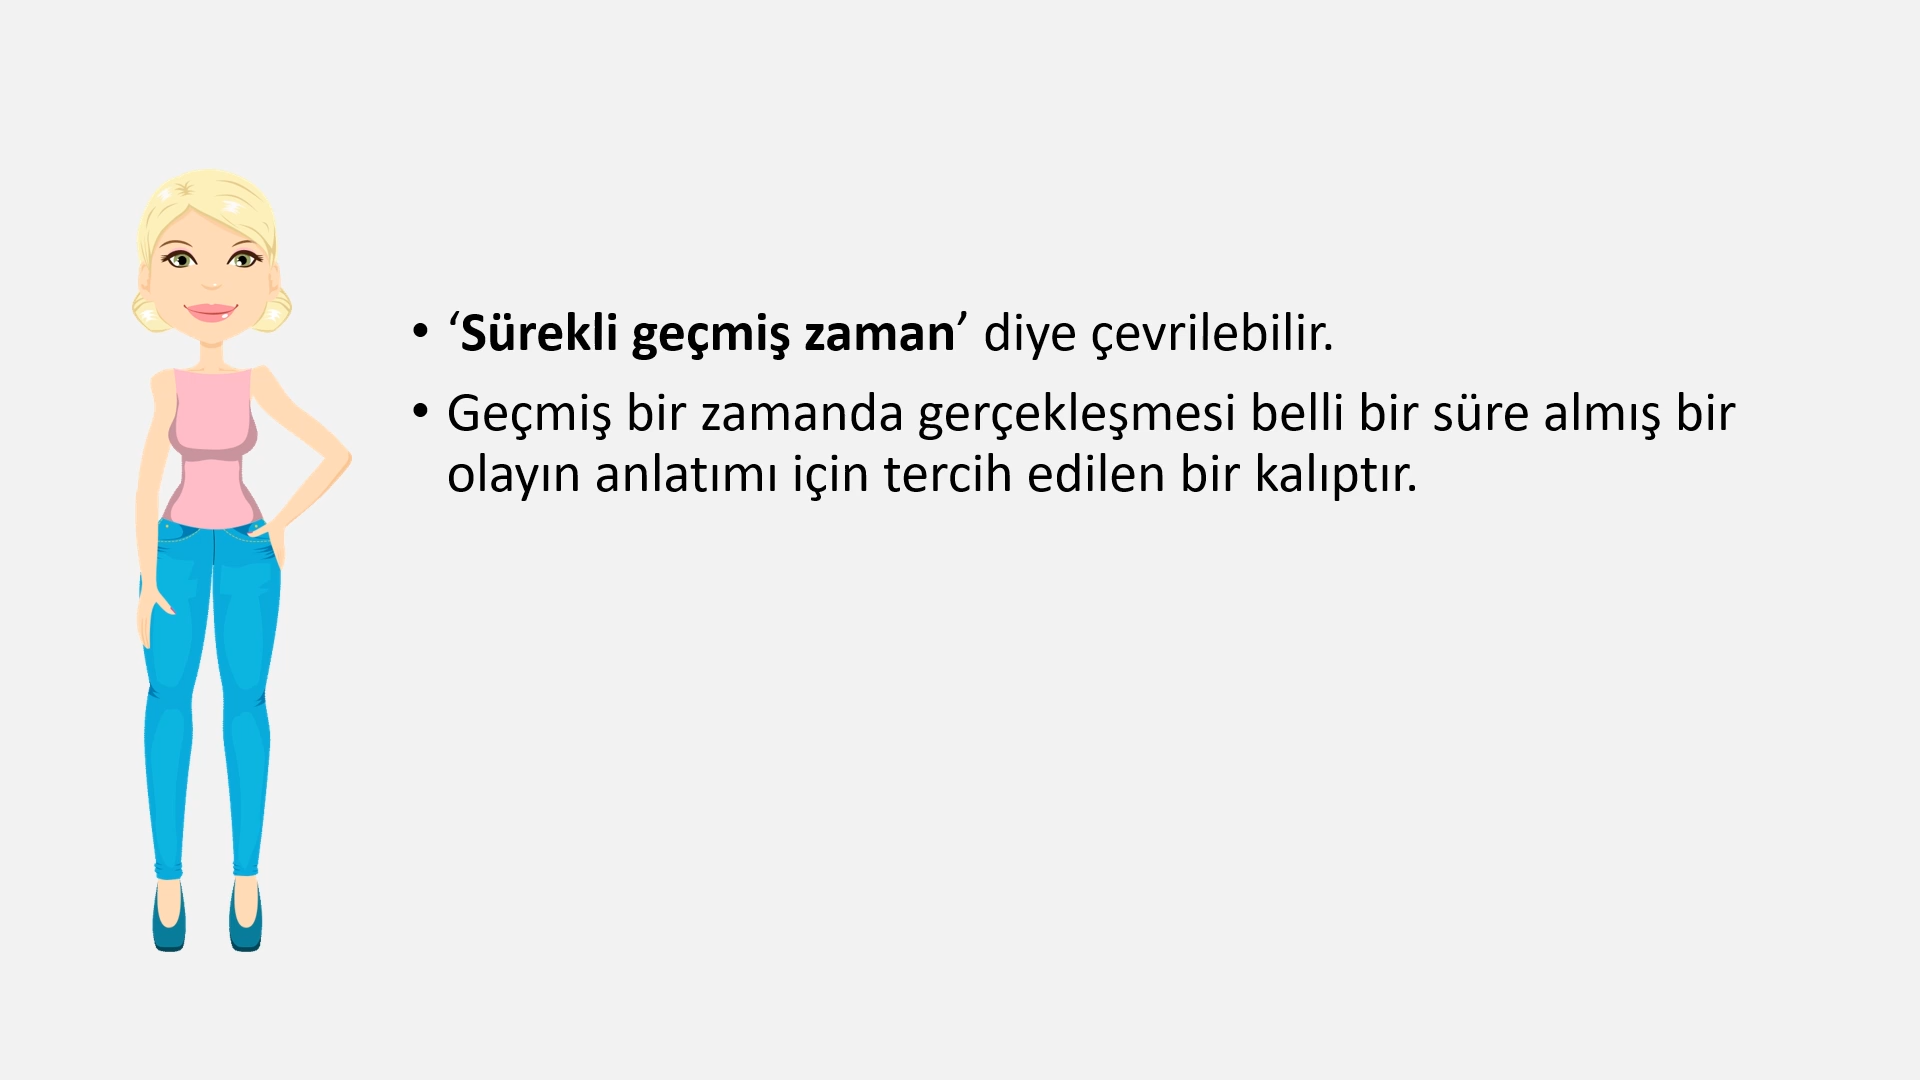 • ‘Sürekli geçmiş zaman’ diye çevrilebilir.
• Geçmiş bir zamanda gerçekleşmesi belli bir süre almış bir
olayın anlatımı için tercih edilen bir kalıptır.